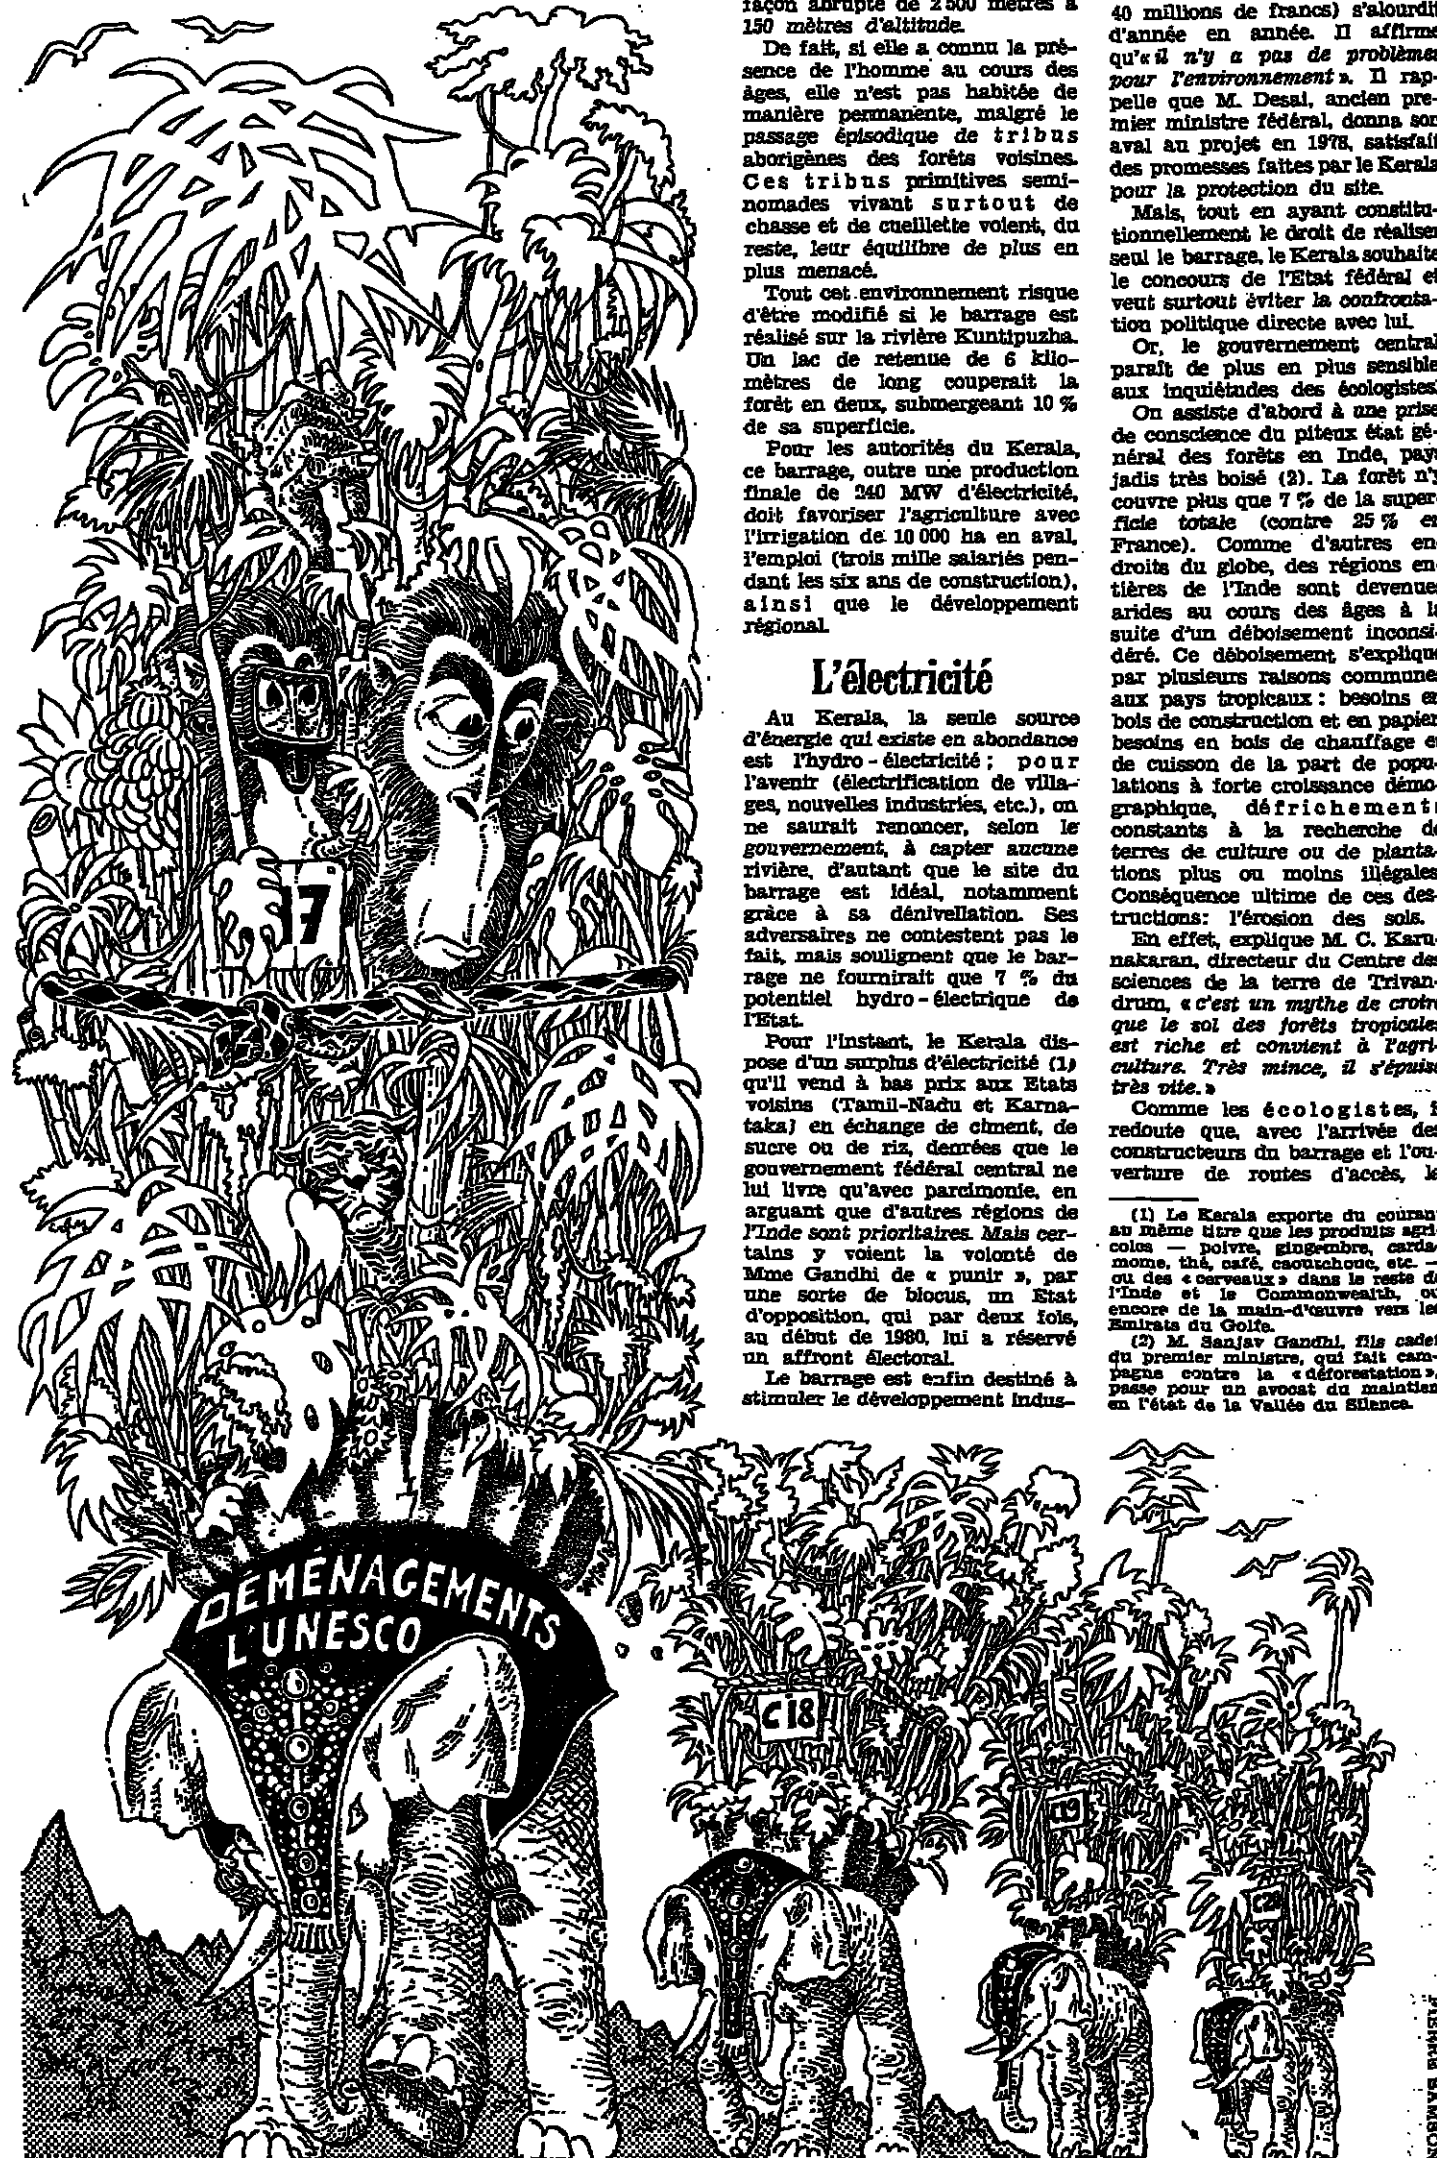 façon abrupte de 2 500 mètres à
150 mètres d'altitude.
De fait, si elle a connu la pré-
sence de l'homme au cours des
âges, elle n'est pas habitée de
manière permanente, malgré le
passage épisodique de tribus
aborigènes des forêts voisines.
Ces tribus primitives semi-
nomades vivant surtout de
chasse et de cueillette voient, du
reste, leur équilibre de plus en
plus menacé.
Tout cet environnement risque
d'être modifié si le barrage est
réalisé sur la rivière Kuntipuzha.
Un lac de retenue de 6 kilo-
mètres de long couperait la
forêt en deux, submergeant 10 %
de sa superficie.
Pour les autorités du Kerala,
ce barrage, outre une production
finale de 240 MW d'électricité,
doit favoriser l'agriculture avec
l'irrigation de 10 000 ha en aval,
l'emploi (trois mille salariés pen-
dant les six ans de construction),
ainsi que le développement
régional.
L'électricité
Au Kerala, la seule source
d'énergie qui existe en abondance
est l'hydro-électricité ; pour
l'avenir (électrification de villa-
ges, nouvelles industries, etc.), on
ne saurait renoncer, selon le
gouvernement, à capter aucune
rivière, d'autant que le site du
barrage est idéal, notamment
grâce à sa dénivellation. Ses
adversaires ne contestent pas le
fait, mais soulignent que le bar-
rage ne fournirait que 7 % du
potentiel hydro-électrique de
l'Etat.
Pour l'instant, le Kerala dis-
pose d'un surplus d'électricité (1)
qu'il vend à bas prix aux Etats
voisins (Tamil-Nadu et Karna-
taka) en échange de ciment, de
sucre ou de riz, denrées que le
gouvernement fédéral central ne
lui livre qu'avec parcimonie, en
arguant que d'autres régions de
l'Inde sont prioritaires. Mais cer-
tains y voient la volonté de
Mme Gandhi de « punir », par
une sorte de blocus, un Etat
d'opposition, qui par deux fois,
au début de 1980, lui a réservé
un affront électoral.
Le barrage est enfin destiné à
stimuler le développement indus-
40 millions de francs) s'alourdit
d'année en année. Il affirme
qu'« il n'y a pas de problèmes
pour l'environnement ». Il rap-
pelle que M. Desai, ancien pre-
mier ministre fédéral, donna son
aval au projet en 1978, satisfait
des promesses faites par le Kerala
pour la protection du site.
Mais, tout en ayant constitu-
tionnellement le droit de réaliser
seul le barrage, le Kerala souhaite
le concours de l'Etat fédéral et
veut surtout éviter la confronta-
tion politique directe avec lui.
Or, le gouvernement central
paraît de plus en plus sensible
aux inquiétudes des écologistes.
On assiste d'abord à une prise
de conscience du piteux état gé-
néral des forêts en Inde, pays
jadis très boisé (2). La forêt n'y
couvre plus que 7 % de la super-
ficie totale (contre 25 % en
France). Comme d'autres en-
droits du globe, des régions en-
tières de l'Inde sont devenues
arides au cours des âges à la
suite d'un déboisement inconsi-
déré. Ce déboisement s'explique
par plusieurs raisons communes
aux pays tropicaux : besoins en
bois de construction et en papier
besoins en bois de chauffage et
de cuisson de la part de popu-
lations à forte croissance démo-
graphique, défrichements
constants à la recherche de
terres de culture ou de planta-
tions plus ou moins illégales.
Conséquence ultime de ces des-
tructions: l'érosion des sols.
En effet, explique M. C. Karu-
nakaran, directeur du Centre des
sciences de la terre de Trivan-
drum, « c'est un mythe de croire
que le sol des forêts tropicales
est riche et convient à l'agri-
culture. Très mince, il s'épuise
très vite. »
Comme les écologistes, i
redoute que, avec l'arrivée des
constructeurs du barrage et l'ou-
verture de routes d'accès, la
(1) Le Kerala exporte du courant
au même titre que les produits agri-
coles — poivre, gingembre, carda-
mome, thé, café, caoutchouc, etc. —
ou des « cerveaux » dans le reste de
l'Inde et le Commonwealth, ou
encore de la main-d'œuvre vers les
Emirats du Golfe.
(2) M. Sanjav Gandhi, fils cadet
du premier ministre, qui fait cam-
pagne contre la « déforestation »,
passe pour un avocat du maintien
en l'état de la Vallée du Silence.
17
DÉMÉNAGEMENTS
L'UNESCO
C 18
C19
C20